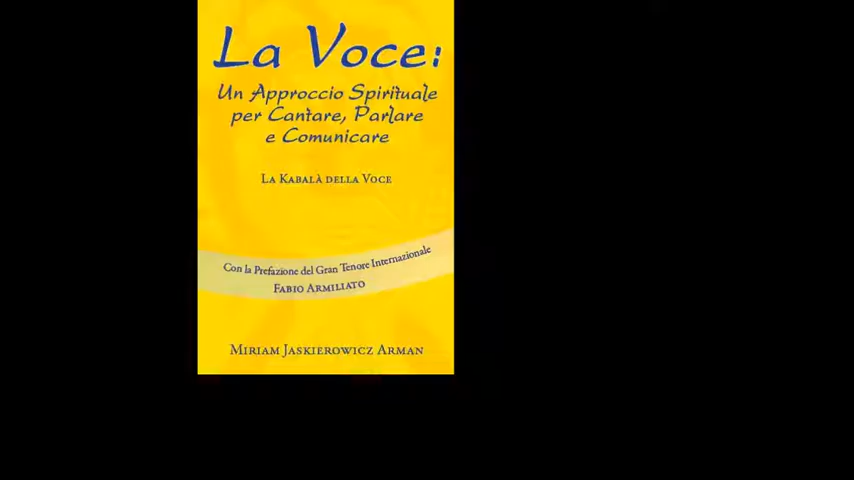 La Voce:
Un Approccio Spirituale
per Cantare, Parlare
e Comunicare
La Kabalà della Voce
Con la Prefazione del Gran Tenore Internazionale
Fabio Armiliato
Miriam Jaskierowicz Arman